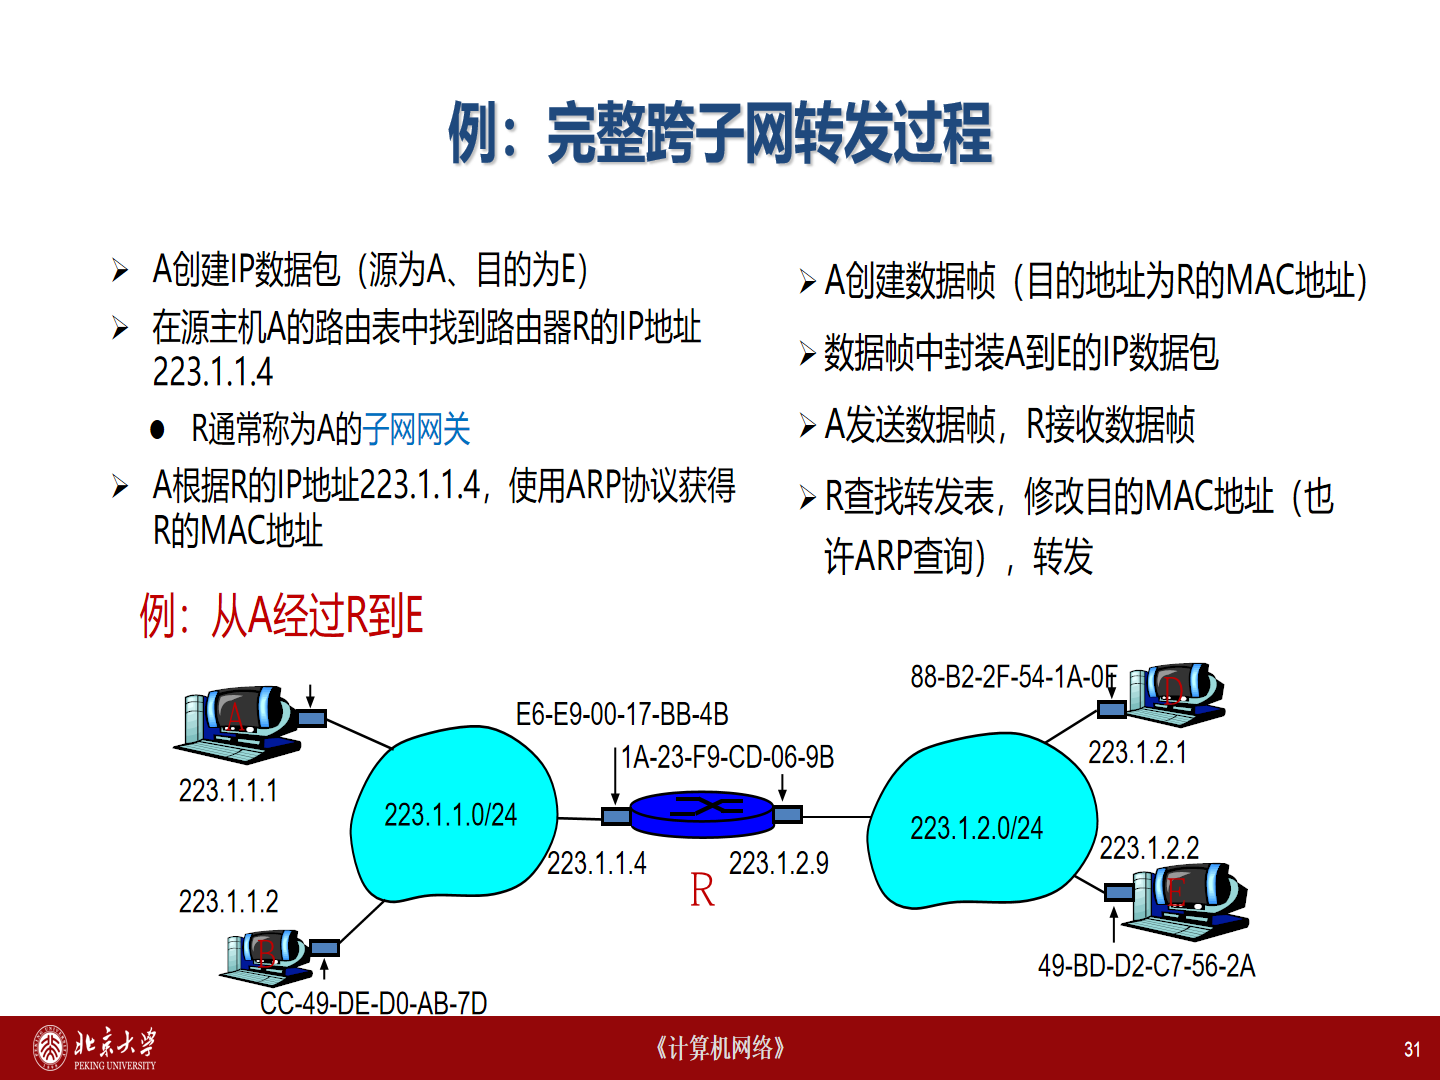 例：完整跨子网转发过程
A创建IP数据包（源为A、目的为E）
在源主机A的路由表中找到路由器R的IP地址
223.1.1.4
R通常称为A的子网网关
A根据R的IP地址223.1.1.4，使用ARP协议获得
R的MAC地址
A创建数据帧（目的地址为R的MAC地址）
数据帧中封装A到E的IP数据包
A发送数据帧，R接收数据帧
R查找转发表，修改目的MAC地址（也
许ARP查询），转发
例：从A经过R到E
88-B2-2F-54-1A-0F
A
D
E6-E9-00-17-BB-4B
1A-23-F9-CD-06-9B
223.1.2.1
223.1.1.1
223.1.1.0/24
223.1.2.0/24
223.1.1.4
223.1.2.9
223.1.2.2
R
E
223.1.1.2
B
49-BD-D2-C7-56-2A
CC-49-DE-D0-AB-7D
北京大学
PEKING UNIVERSITY
《计算机网络》
31